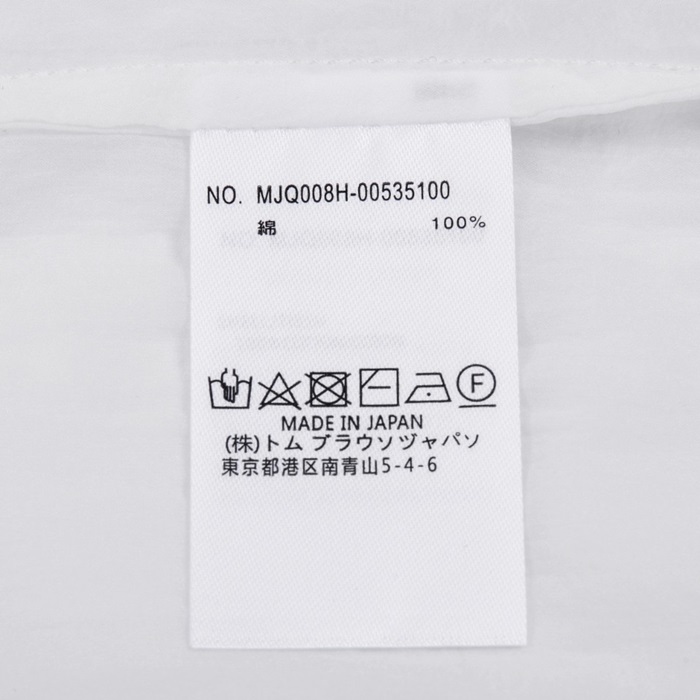 NO. MJQ008H-00535100
綿 100%
F
MADE IN JAPAN
(株)トム ブラウソヅャパソ
東京都港区南青山5-4-6